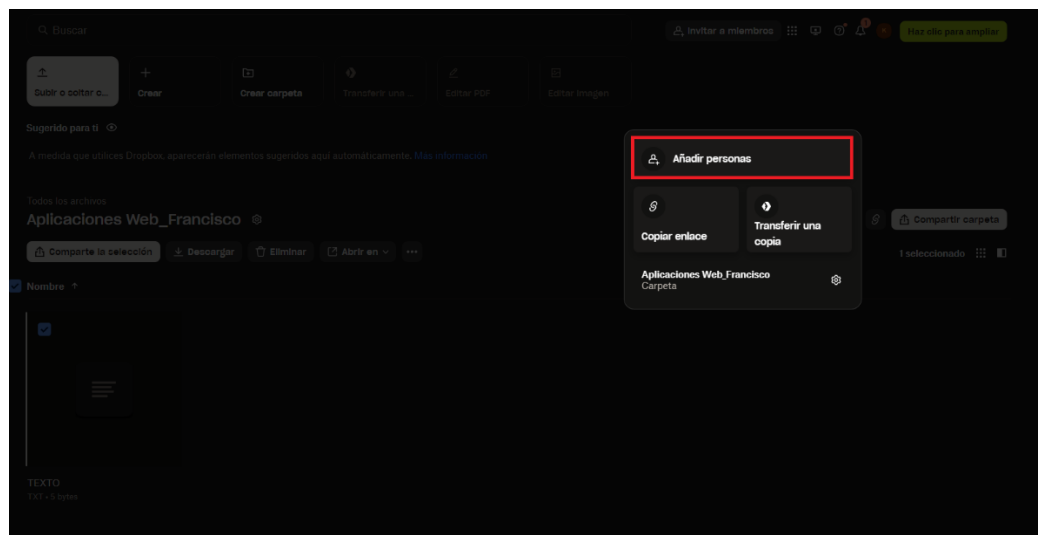 Buscar
Invitar a miembros
Haz clic para ampliar
Subir o soltar c...
Crear
Crear carpeta
Transferir una ...
Editar PDF
Editar imagen
Sugerido para ti
A medida que utilices Dropbox, aparecerán elementos sugeridos aquí automáticamente. Más información
Añadir personas
Copiar enlace
Transferir una
copia
Aplicaciones Web_Francisco
Carpeta
Todos los archivos
Aplicaciones Web_Francisco
Compartir carpeta
Comparte la selección
Descargar
Eliminar
Abrir en
1 seleccionado
Nombre
TEXTO
TXT • 5 bytes